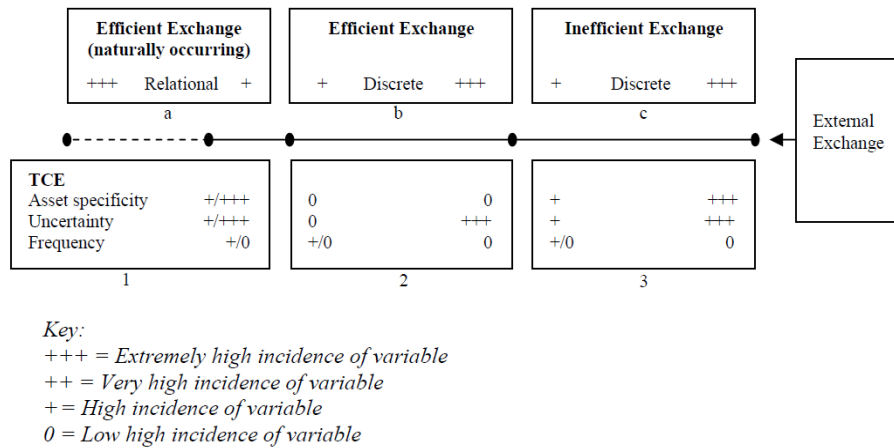 Efficient Exchange
(naturally occurring)
+++ Relational +
a
Efficient Exchange
+ Discrete +++
b
Inefficient Exchange
+ Discrete +++
c
External
Exchange
TCE
Asset specificity +/+++
Uncertainty +/+++
Frequency +/0
1
0 0
0 +++
+/0 0
2
+ +++
+ +++
+/0 0
3
Key:
+++ = Extremely high incidence of variable
++ = Very high incidence of variable
+ = High incidence of variable
0 = Low high incidence of variable